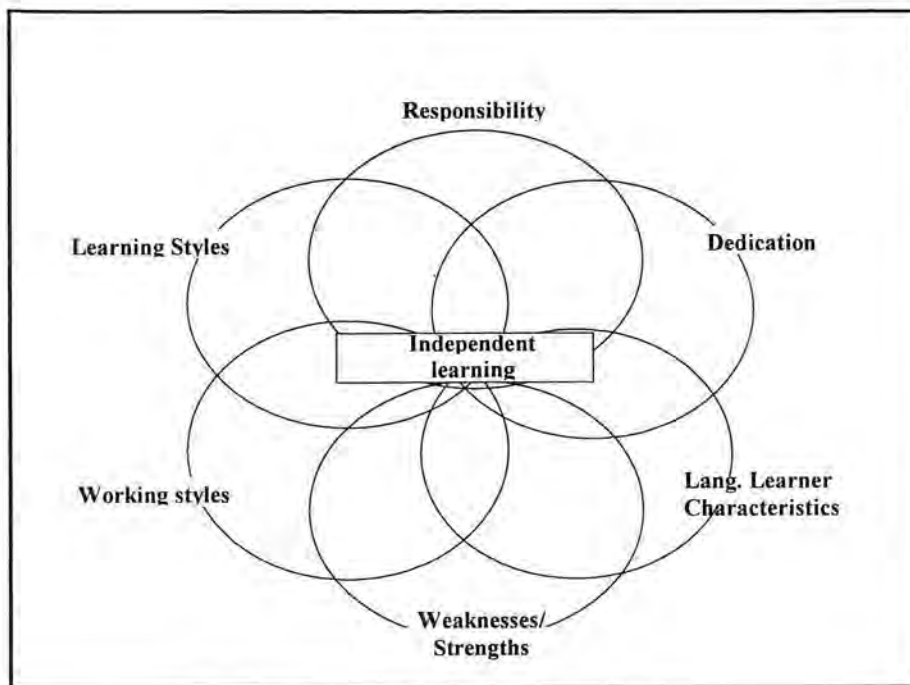 Responsibility
Learning Styles
Dedication
Independent
learning
Working styles
Lang. Learner
Characteristics
Weaknesses/
Strengths